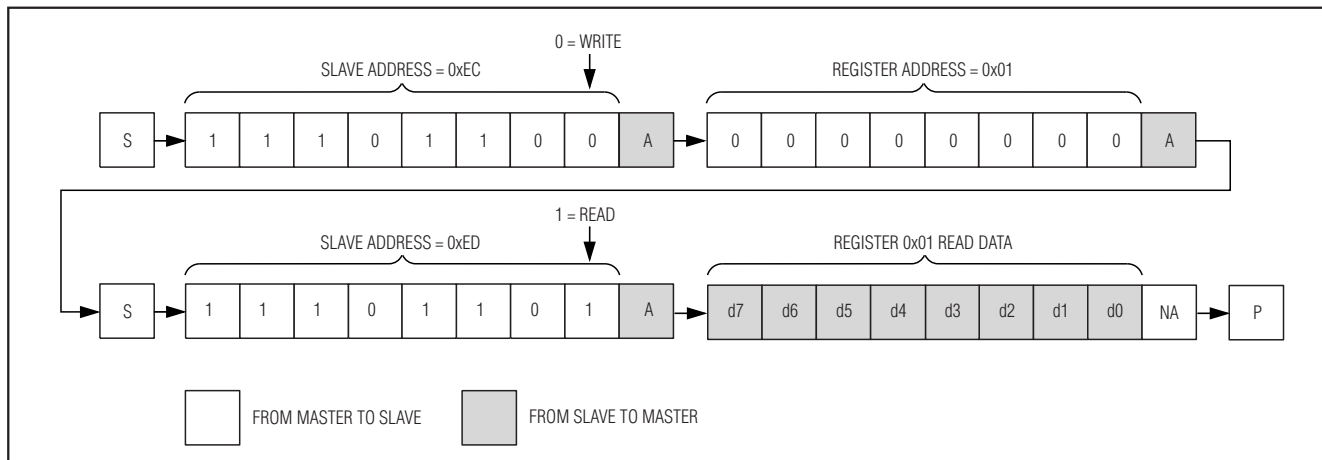 0 = WRITE
SLAVE ADDRESS = 0xEC REGISTER ADDRESS = 0x01
S 1 1 1 0 1 1 0 0 A 0 0 0 0 0 0 0 0 A
1 = READ
SLAVE ADDRESS = 0xED REGISTER 0x01 READ DATA
S 1 1 1 0 1 1 0 1 A d7 d6 d5 d4 d3 d2 d1 d0 NA P
FROM MASTER TO SLAVE FROM SLAVE TO MASTER